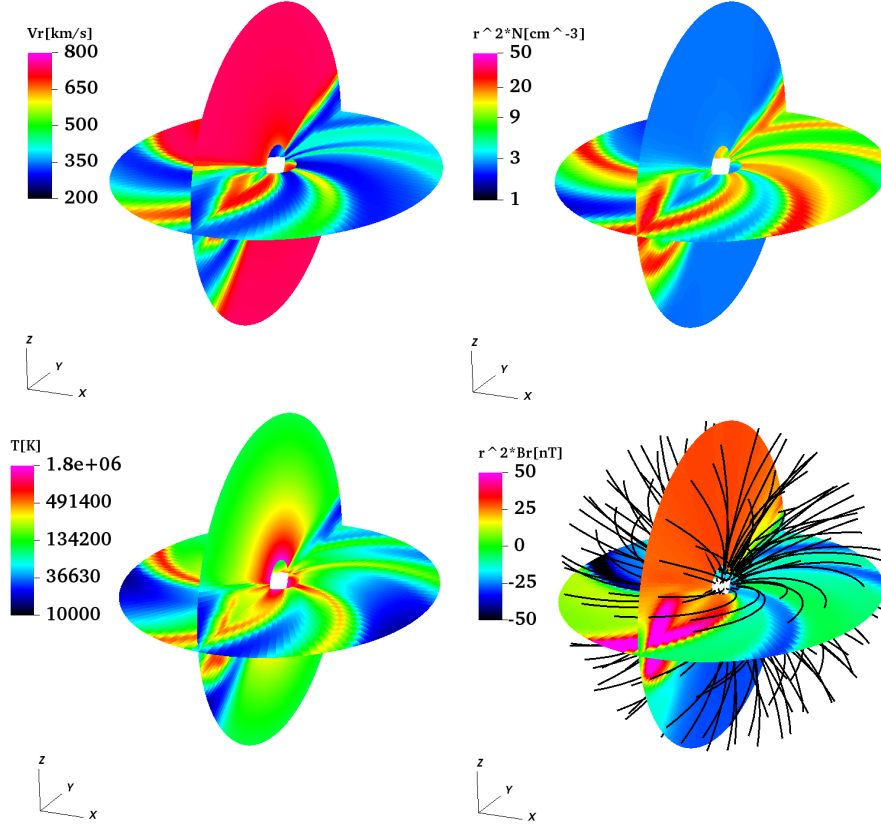 Vr[km/s]
800
650
500
350
200
Z
Y
X
r^2*N[cm^-3]
50
20
9
3
1
Z
Y
X
T[K]
1.8e+06
491400
134200
36630
10000
Z
Y
X
r^2*Br[nT]
50
25
0
-25
-50
Z
Y
X